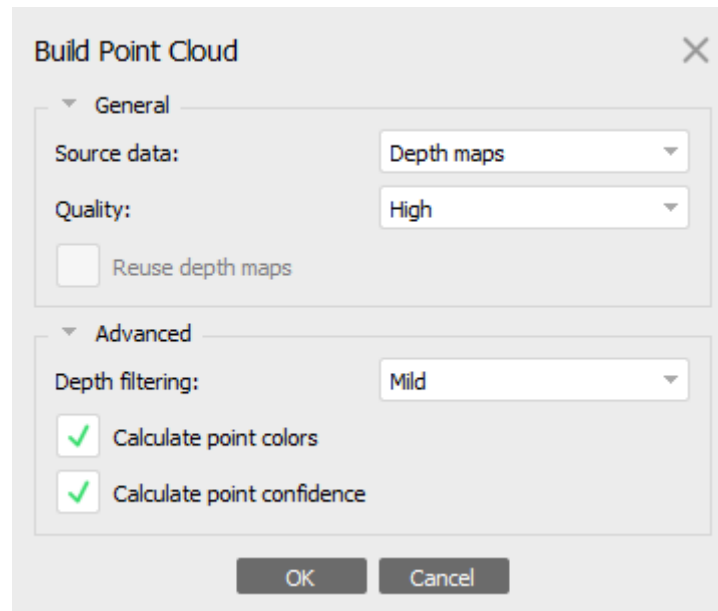 Build Point Cloud
General
Source data: Depth maps
Quality: High
Reuse depth maps
Advanced
Depth filtering: Mild
Calculate point colors
Calculate point confidence
OK Cancel